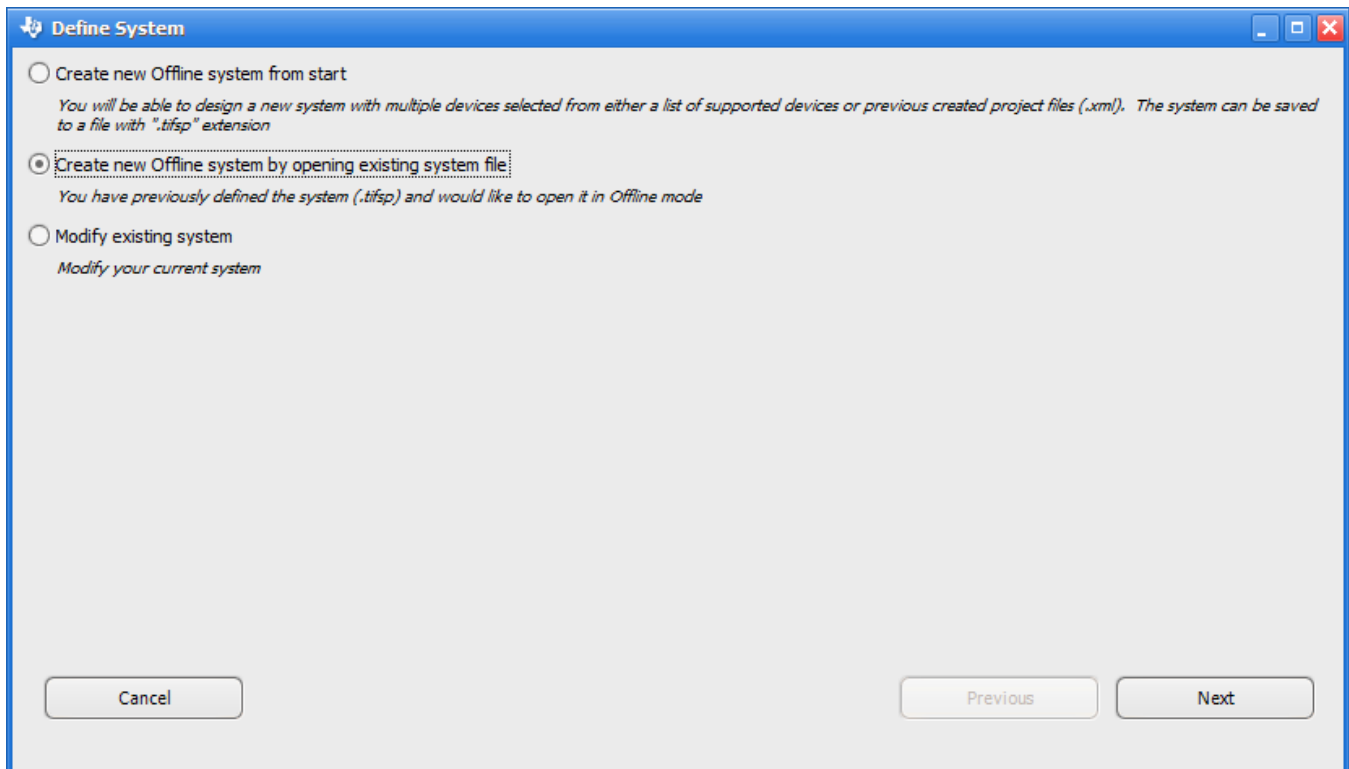 Define System
Create new Offline system from start
You will be able to design a new system with multiple devices selected from either a list of supported devices or previous created project files (.xml).  The system can be saved
to a file with ".tifsp" extension
Create new Offline system by opening existing system file
You have previously defined the system (.tifsp) and would like to open it in Offline mode
Modify existing system
Modify your current system
Cancel
Previous
Next